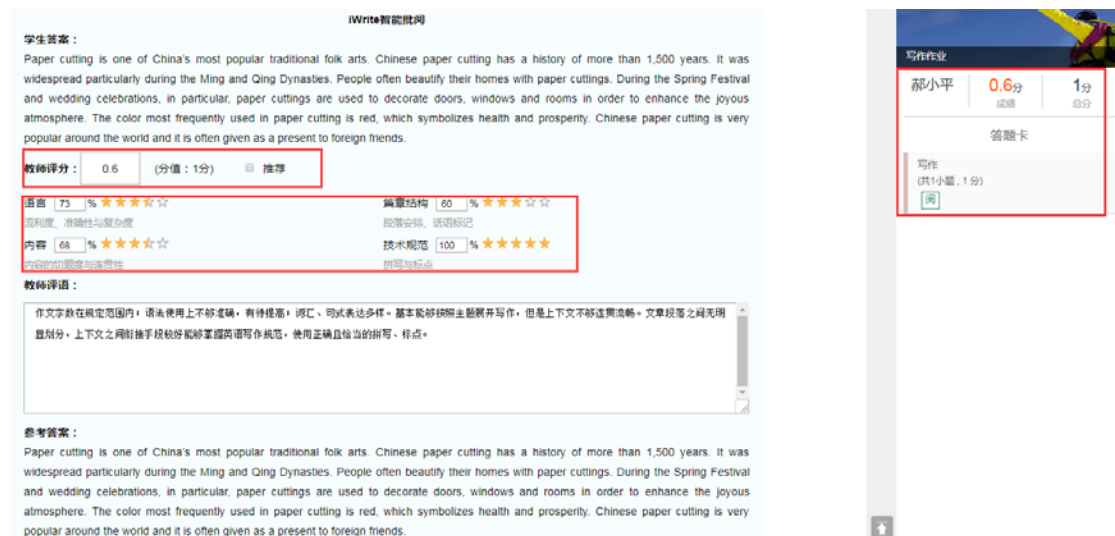 iWrite智能批阅
学生答案：
Paper cutting is one of China's most popular traditional folk arts. Chinese paper cutting has a history of more than 1,500 years. It was
widespread particularly during the Ming and Qing Dynasties. People often beautify their homes with paper cuttings. During the Spring Festival
and wedding celebrations, in particular, paper cuttings are used to decorate doors, windows and rooms in order to enhance the joyous
atmosphere. The color most frequently used in paper cutting is red, which symbolizes health and prosperity. Chinese paper cutting is very
popular around the world and it is often given as a present to foreign friends.
教师评分： 0.6 (分值：1分) 推荐
语言 73 % 篇章结构 60 %
流利度、准确性与复杂度 段落安排、话语标记
内容 68 % 技术规范 100 %
内容的切题度与连贯性 拼写与标点
教师评语：
作文字数在规定范围内；语法使用上不够准确，有待提高；词汇、句式表达多样。基本能够按照主题展开写作，但是上下文不够连贯流畅。文章段落之间无明
显划分，上下文之间衔接手段较好能够掌握英语写作规范，使用正确且恰当的拼写、标点。
参考答案：
Paper cutting is one of China's most popular traditional folk arts. Chinese paper cutting has a history of more than 1,500 years. It was
widespread particularly during the Ming and Qing Dynasties. People often beautify their homes with paper cuttings. During the Spring Festival
and wedding celebrations, in particular, paper cuttings are used to decorate doors, windows and rooms in order to enhance the joyous
atmosphere. The color most frequently used in paper cutting is red, which symbolizes health and prosperity. Chinese paper cutting is very
popular around the world and it is often given as a present to foreign friends.
写作作业
郝小平 0.6分 1分
成绩 总分
答题卡
写作
(共1小题，1分)
阅